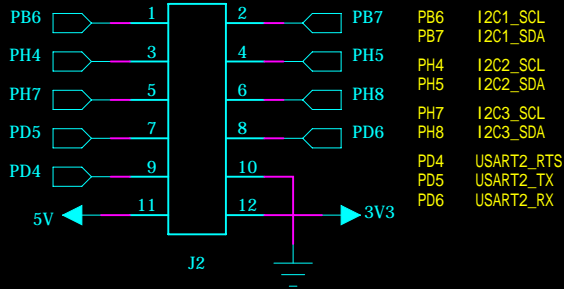 PB6 1 2 PB7
PH4 3 4 PH5
PH7 5 6 PH8
PD5 7 8 PD6
PD4 9 10
5V 11 12 3V3
J2
PB6 I2C1_SCL
PB7 I2C1_SDA
PH4 I2C2_SCL
PH5 I2C2_SDA
PH7 I2C3_SCL
PH8 I2C3_SDA
PD4 USART2_RTS
PD5 USART2_TX
PD6 USART2_RX